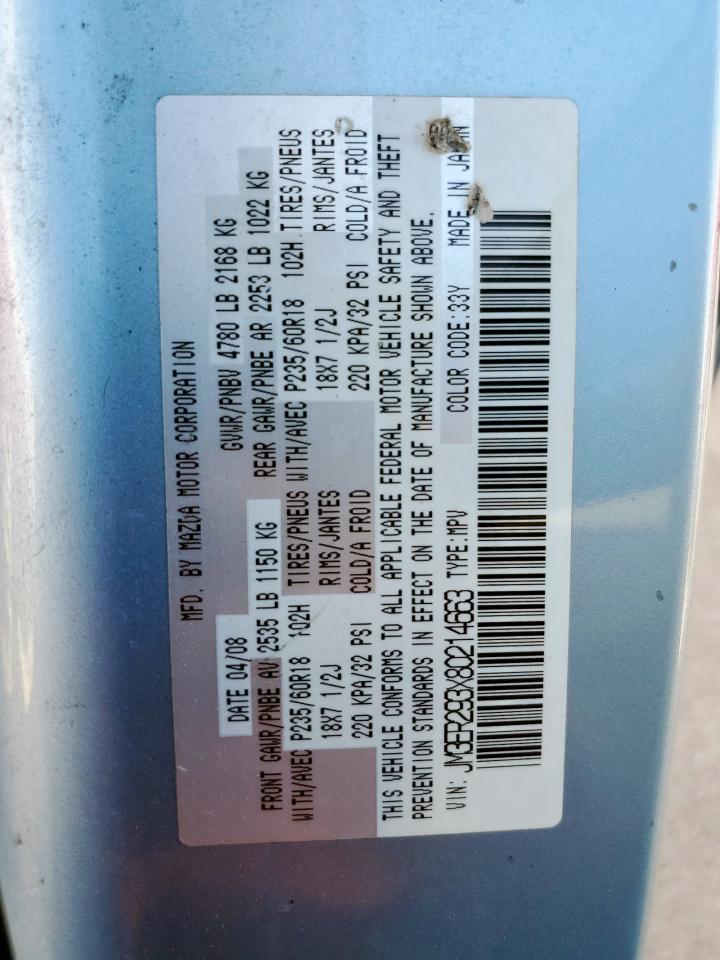 MFD. BY MAZDA MOTOR CORPORATION
DATE 04/08 GVWR/PNBV 4780 LB 2168 KG
FRONT GAWR/PNBE AV 2535 LB 1150 KG REAR GAWR/PNBE AR 2253 LB 1022 KG
WITH/AVEC P235/60R18 102H TIRES/PNEUS WITH/AVEC P235/60R18 102H TIRES/PNEUS
18X7 1/2J RIMS/JANTES 18X7 1/2J RIMS/JANTES
220 KPA/32 PSI COLD/A FROID 220 KPA/32 PSI COLD/A FROID
THIS VEHICLE CONFORMS TO ALL APPLICABLE FEDERAL MOTOR VEHICLE SAFETY AND THEFT
PREVENTION STANDARDS IN EFFECT ON THE DATE OF MANUFACTURE SHOWN ABOVE.
VIN: JM3ER293X80214663 TYPE:MPV COLOR CODE:33Y MADE IN JAPAN